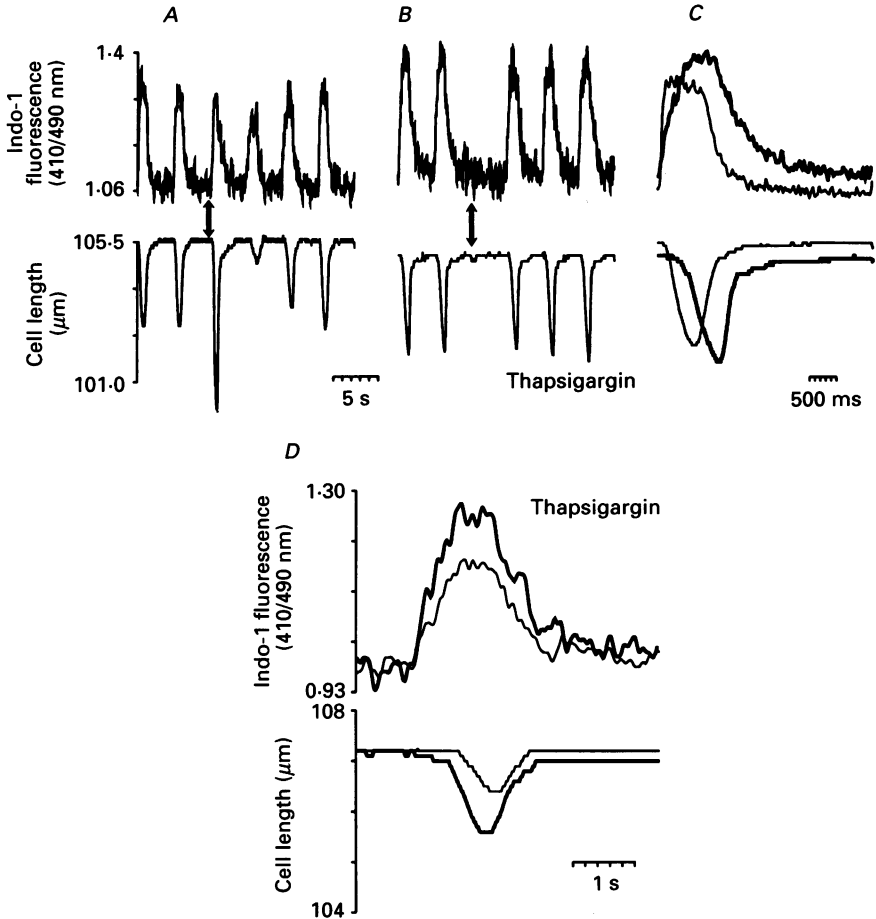 A
B
C
Indo-1
fluorescence
(410/490 nm)
1·4
1·06
105·5
Cell length
(μm)
101·0
5 s
Thapsigargin
500 ms
D
1·30
Thapsigargin
Indo-1 fluorescence
(410/490 nm)
0·93
108
Cell length (μm)
104
1 s